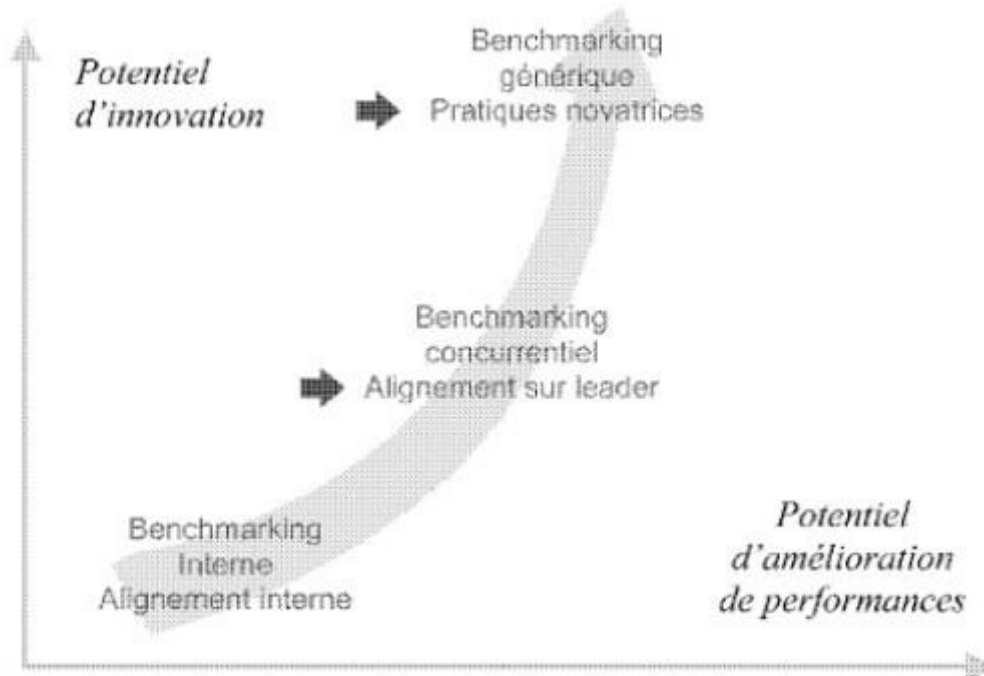 Potentiel
d'innovation
Benchmarking
générique
Pratiques novatrices
Benchmarking
concurrentiel
Alignement sur leader
Benchmarking
Interne
Alignement interne
Potentiel
d'amélioration
de performances